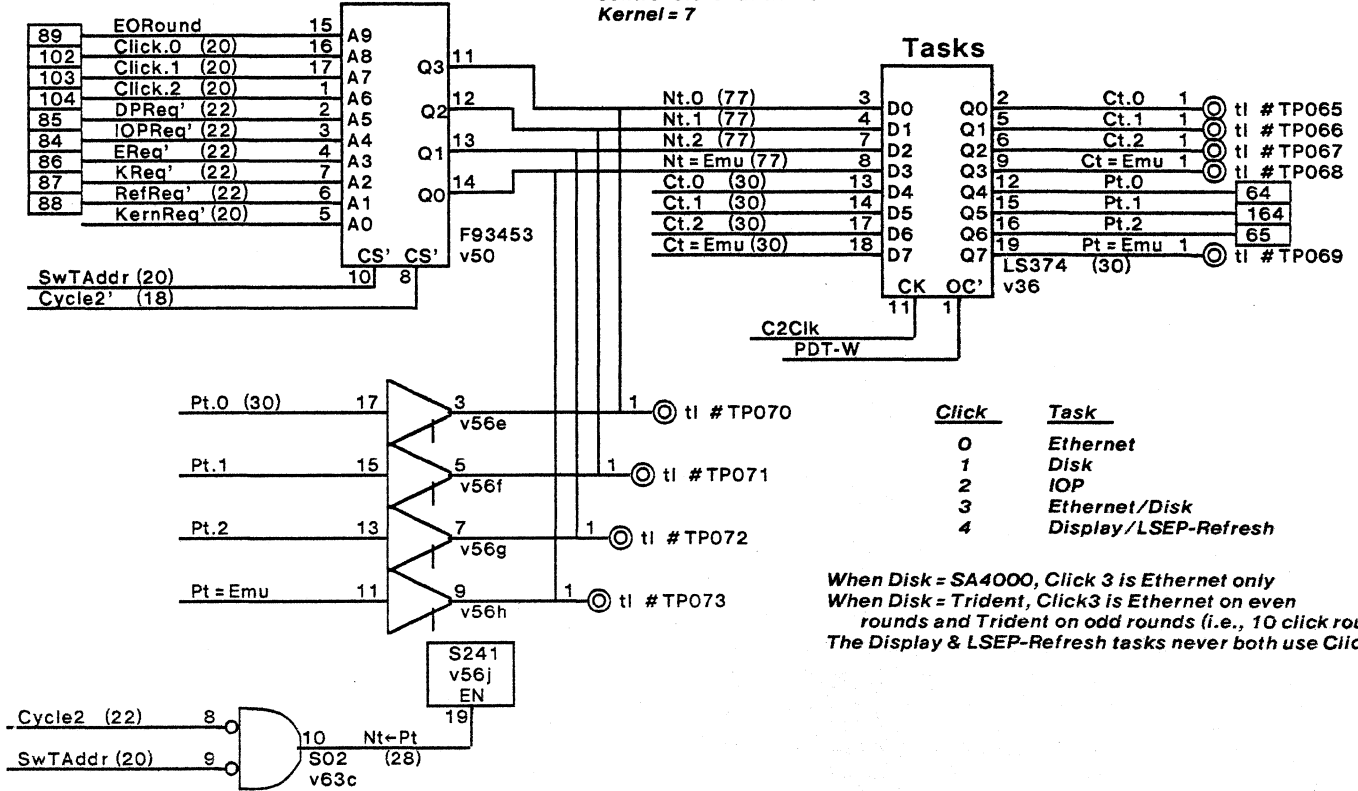 Kernel = 7
89 EORound 15 A9
102 Click.0 (20) 16 A8
103 Click.1 (20) 17 A7
104 Click.2 (20) 1 A6
85 DPReq' (22) 2 A5
84 IOPReq' (22) 3 A4
86 EReq' (22) 4 A3
87 KReq' (22) 7 A2
88 RefReq' (22) 6 A1
KernReq' (20) 5 A0
Q3 11
Q2 12
Q1 13
Q0 14
F93453
v50
CS' CS'
10 8
SwTAddr (20)
Cycle2' (18)
Tasks
Nt.0 (77) 3 D0 Q0 2 Ct.0 1 tl #TP065
Nt.1 (77) 4 D1 Q1 5 Ct.1 1 tl #TP066
Nt.2 (77) 7 D2 Q2 6 Ct.2 1 tl #TP067
Nt=Emu (77) 8 D3 Q3 9 Ct=Emu 1 tl #TP068
Ct.0 (30) 13 D4 Q4 12 Pt.0 64
Ct.1 (30) 14 D5 Q5 15 Pt.1 164
Ct.2 (30) 17 D6 Q6 16 Pt.2 65
Ct=Emu (30) 18 D7 Q7 19 Pt=Emu 1 tl #TP069
LS374 (30)
v36
CK OC'
11 1
C2Clk
PDT-W
Pt.0 (30) 17 3 1 tl #TP070
v56e
Pt.1 15 5 1 tl #TP071
v56f
Pt.2 13 7 1 tl #TP072
v56g
Pt=Emu 11 9 1 tl #TP073
v56h
S241
v56j
EN
19
Cycle2 (22) 8
10 Nt←Pt
SwTAddr (20) 9
S02 (28)
v63c
Click Task
0 Ethernet
1 Disk
2 IOP
3 Ethernet/Disk
4 Display/LSEP-Refresh
When Disk = SA4000, Click 3 is Ethernet only
When Disk = Trident, Click3 is Ethernet on even
rounds and Trident on odd rounds (i.e., 10 click rou
The Display & LSEP-Refresh tasks never both use Clic